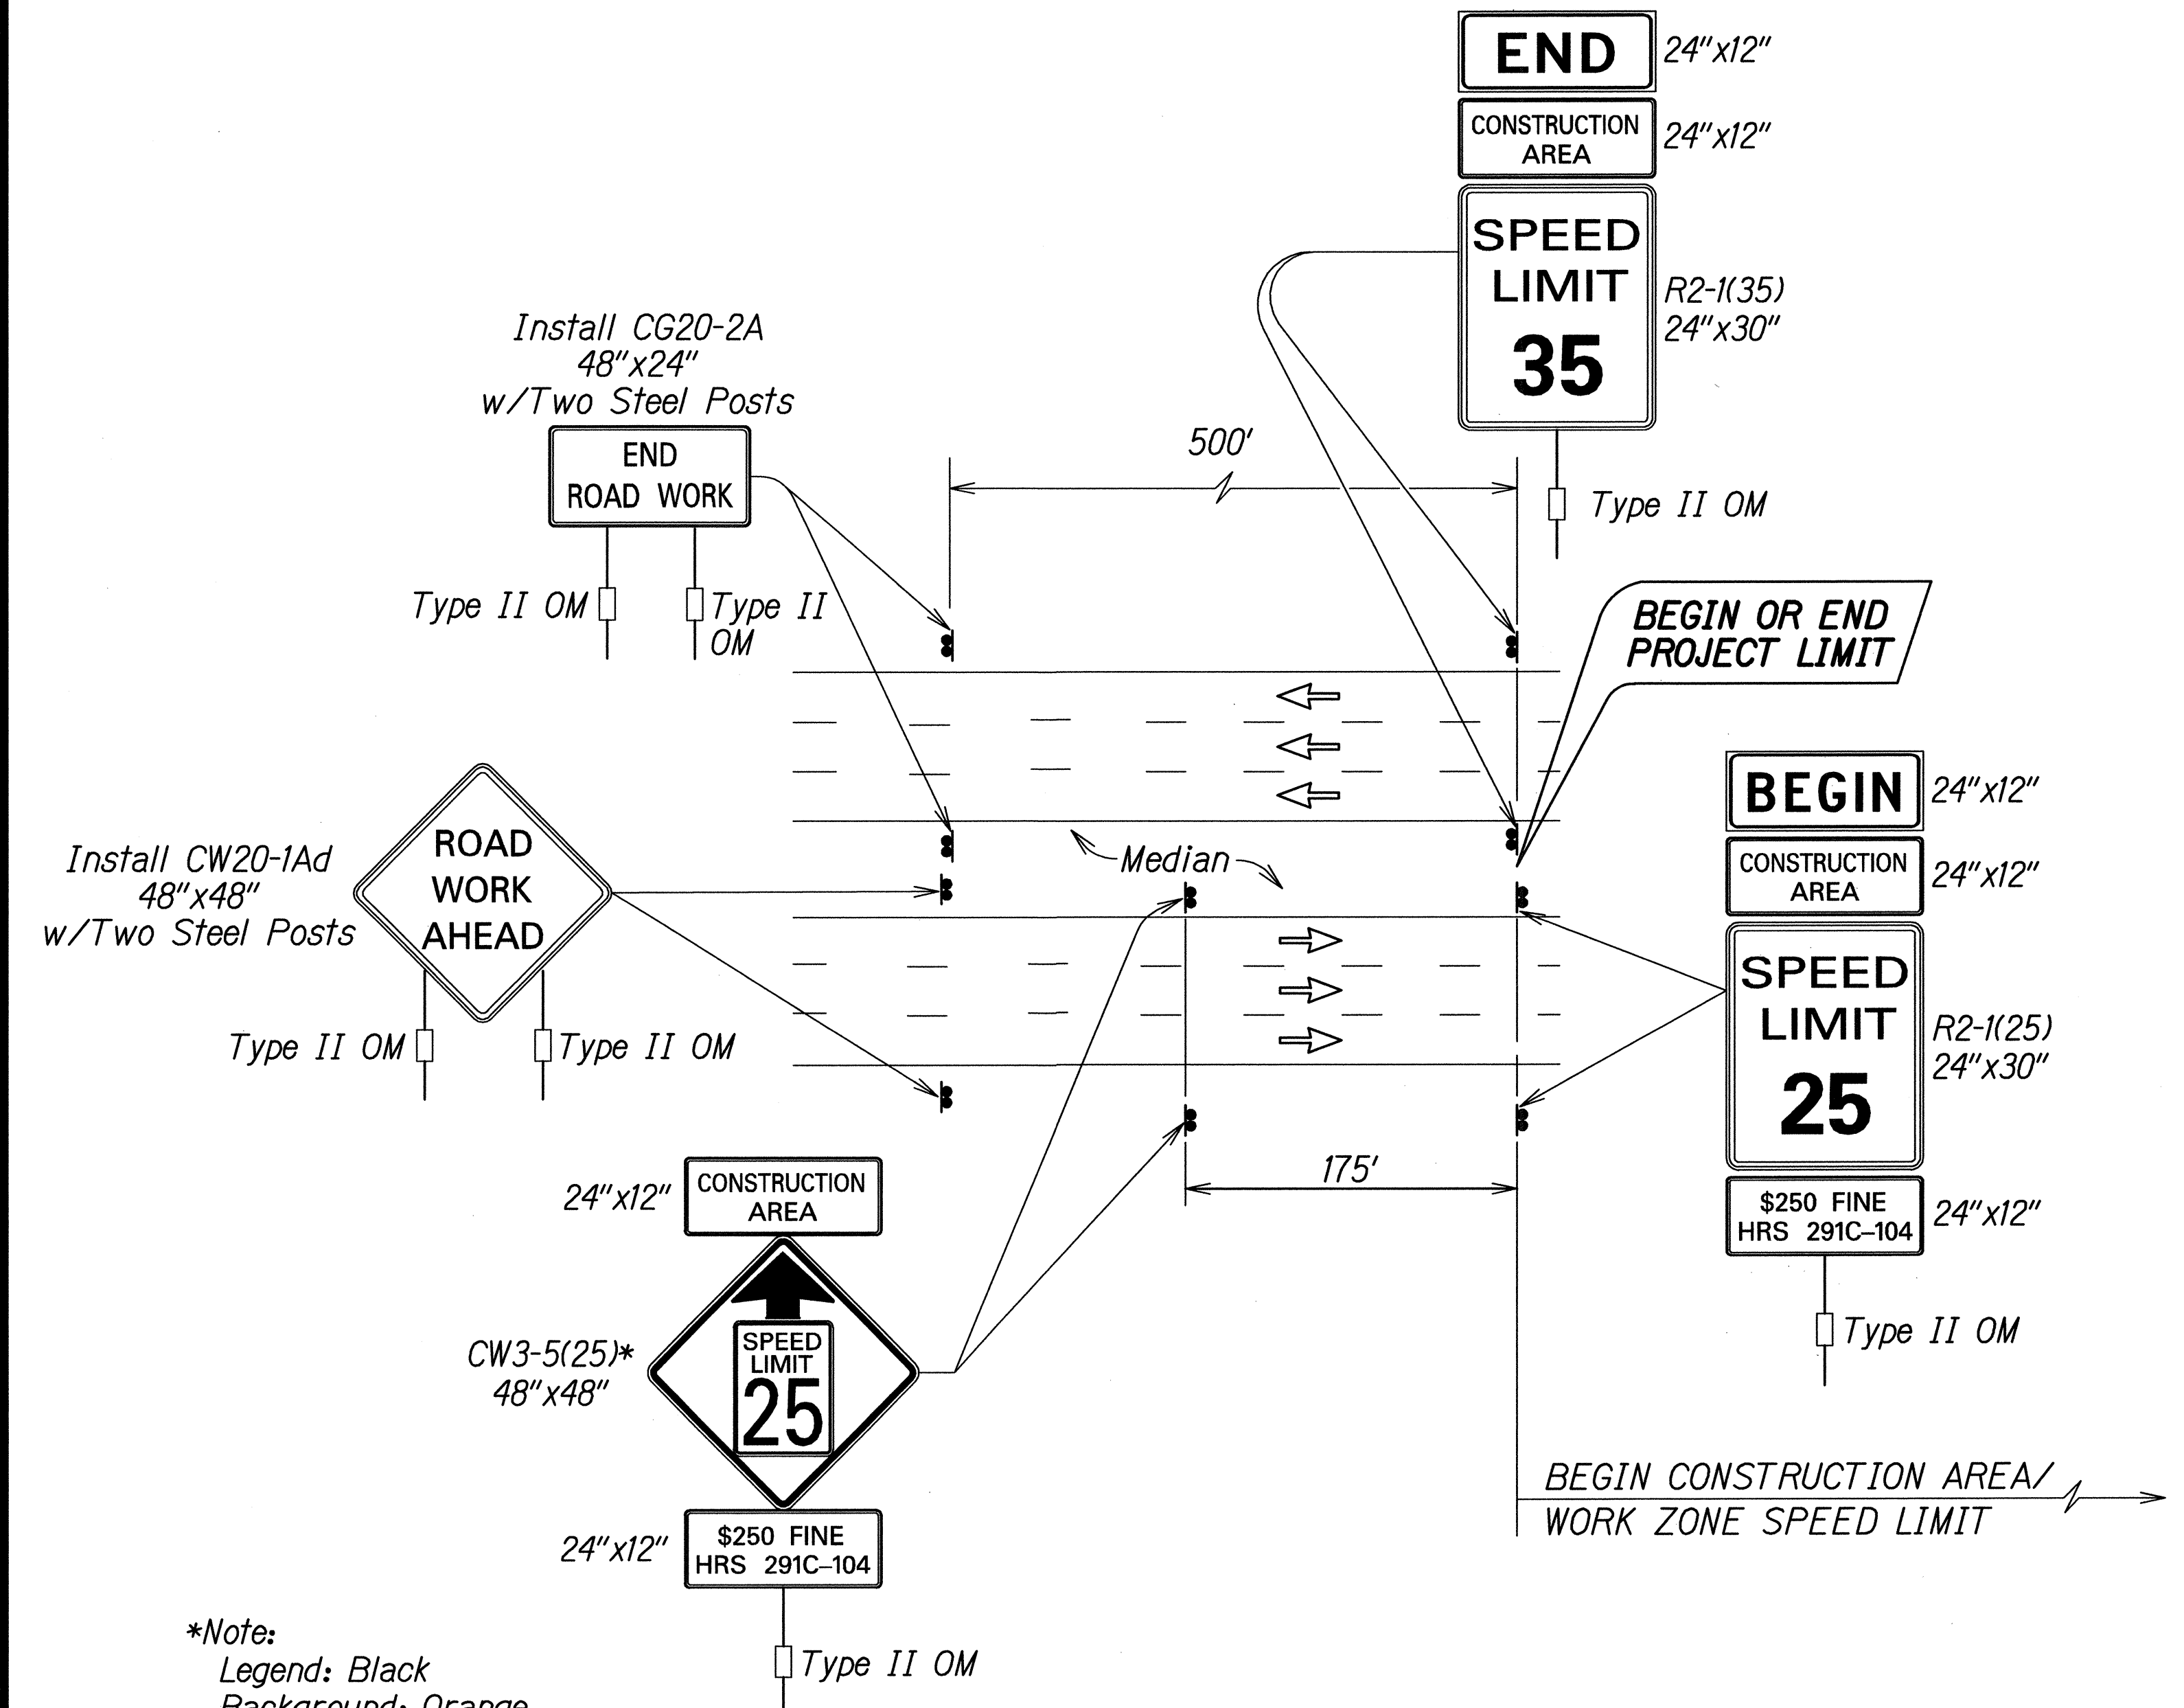 END
24"x12"
CONSTRUCTION
AREA
24"x12"
SPEED
LIMIT
35
R2-1(35)
24"x30"
Type II OM
Install CG20-2A
48"x24"
w/Two Steel Posts
END
ROAD WORK
Type II OM
Type II
OM
500'
BEGIN OR END
PROJECT LIMIT
Install CW20-1Ad
48"x48"
w/Two Steel Posts
ROAD
WORK
AHEAD
Type II OM
Type II OM
Median
BEGIN
24"x12"
CONSTRUCTION
AREA
24"x12"
SPEED
LIMIT
25
R2-1(25)
24"x30"
$250 FINE
HRS 291C–104
24"x12"
Type II OM
175'
24"x12"
CONSTRUCTION
AREA
CW3-5(25)*
48"x48"
SPEED
LIMIT
25
24"x12"
$250 FINE
HRS 291C–104
Type II OM
BEGIN CONSTRUCTION AREA/
WORK ZONE SPEED LIMIT
*Note:
Legend: Black
Background: Orange